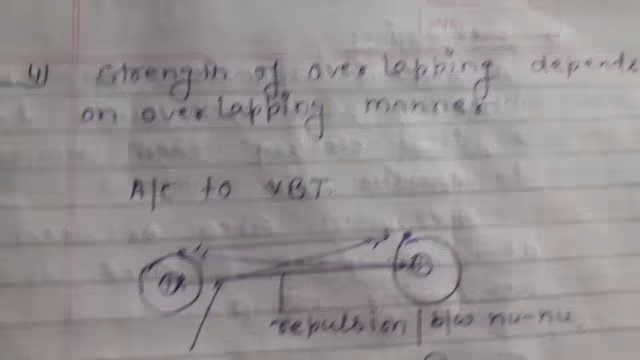 4) Strength of overlapping depends
on overlapping manner
A/c to VBT.
repulsion b/w nu-nu